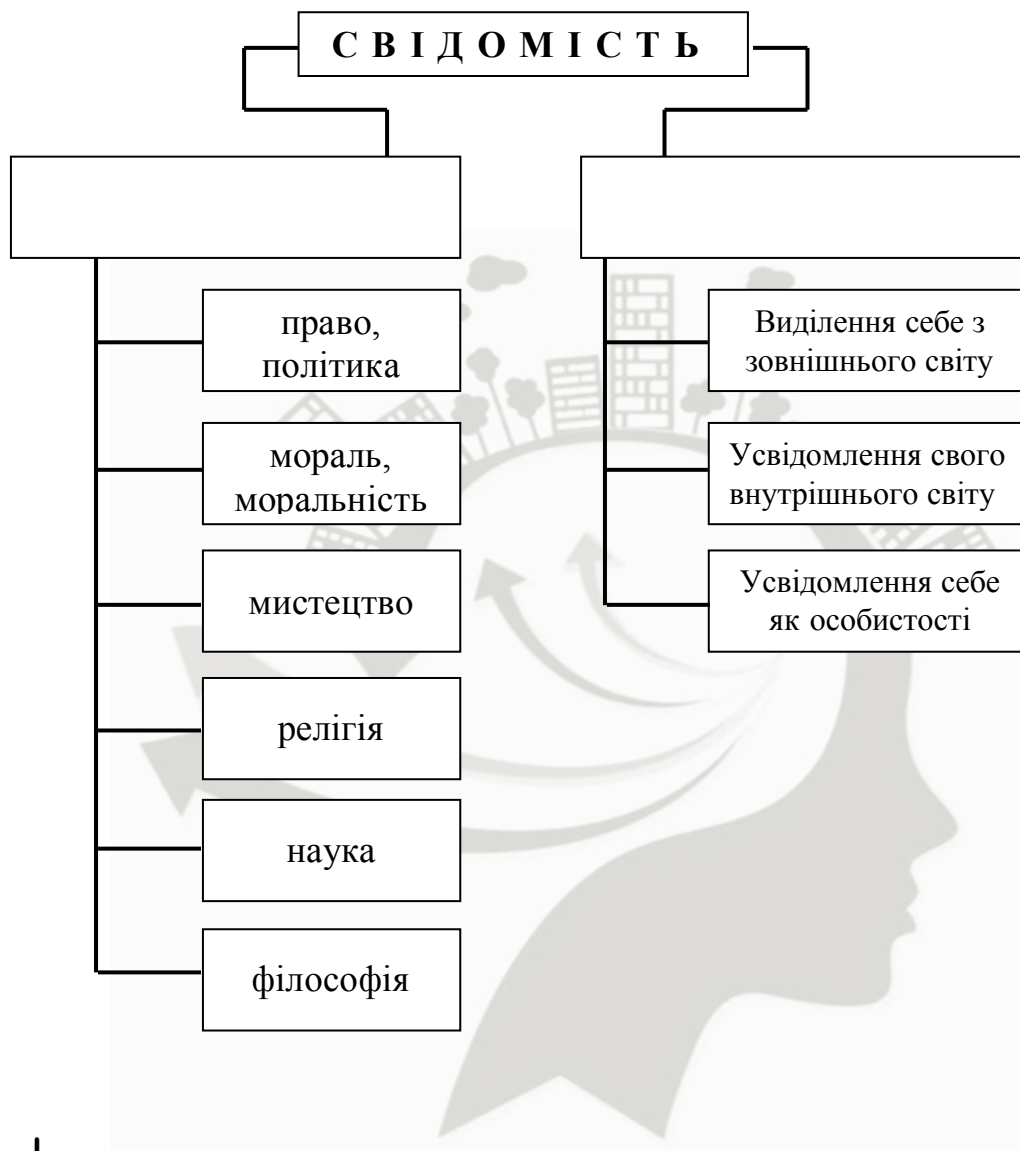 СВІДОМІСТЬ
право,
політика
мораль,
моральність
мистецтво
релігія
наука
філософія
Виділення себе з
зовнішнього світу
Усвідомлення свого
внутрішнього світу
Усвідомлення себе
як особистості